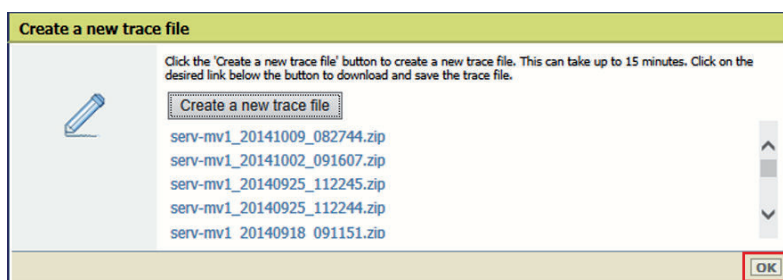 Create a new trace file
Click the 'Create a new trace file' button to create a new trace file. This can take up to 15 minutes. Click on the
desired link below the button to download and save the trace file.
Create a new trace file
serv-mv1_20141009_082744.zip
serv-mv1_20141002_091607.zip
serv-mv1_20140925_112245.zip
serv-mv1_20140925_112244.zip
serv-mv1_20140918_091151.zip
OK